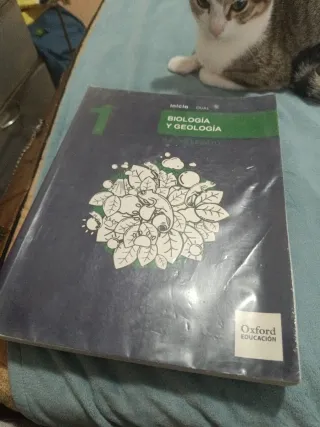 1
inicia
BIOLOGÍA
Y GEOLOGÍA
Oxford
EDUCACIÓN